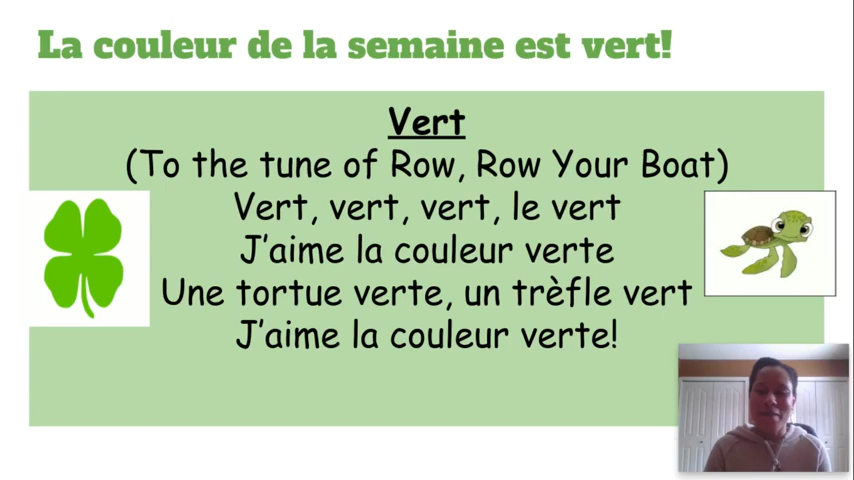 La couleur de la semaine est vert!
Vert
(To the tune of Row, Row Your Boat)
Vert, vert, vert, le vert
J’aime la couleur verte
Une tortue verte, un trèfle vert
J’aime la couleur verte!